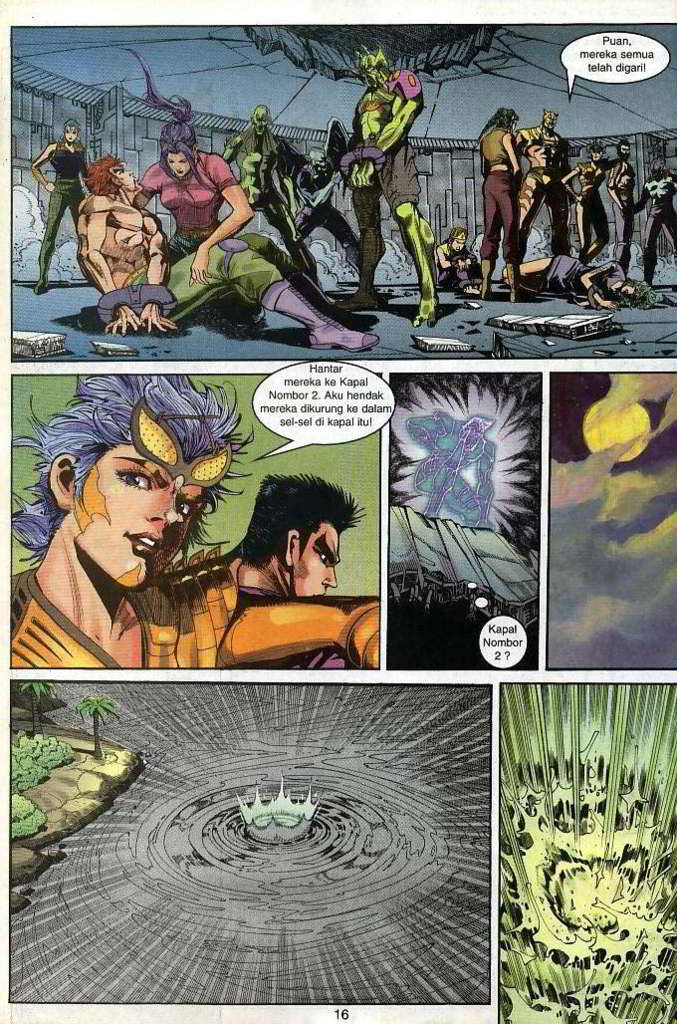 Puan,
mereka semua
telah digari!
Hantar
mereka ke Kapal
Nombor 2. Aku hendak
mereka dikurung ke dalam
sel-sel di kapal itu!
Kapal
Nombor
2 ?
16